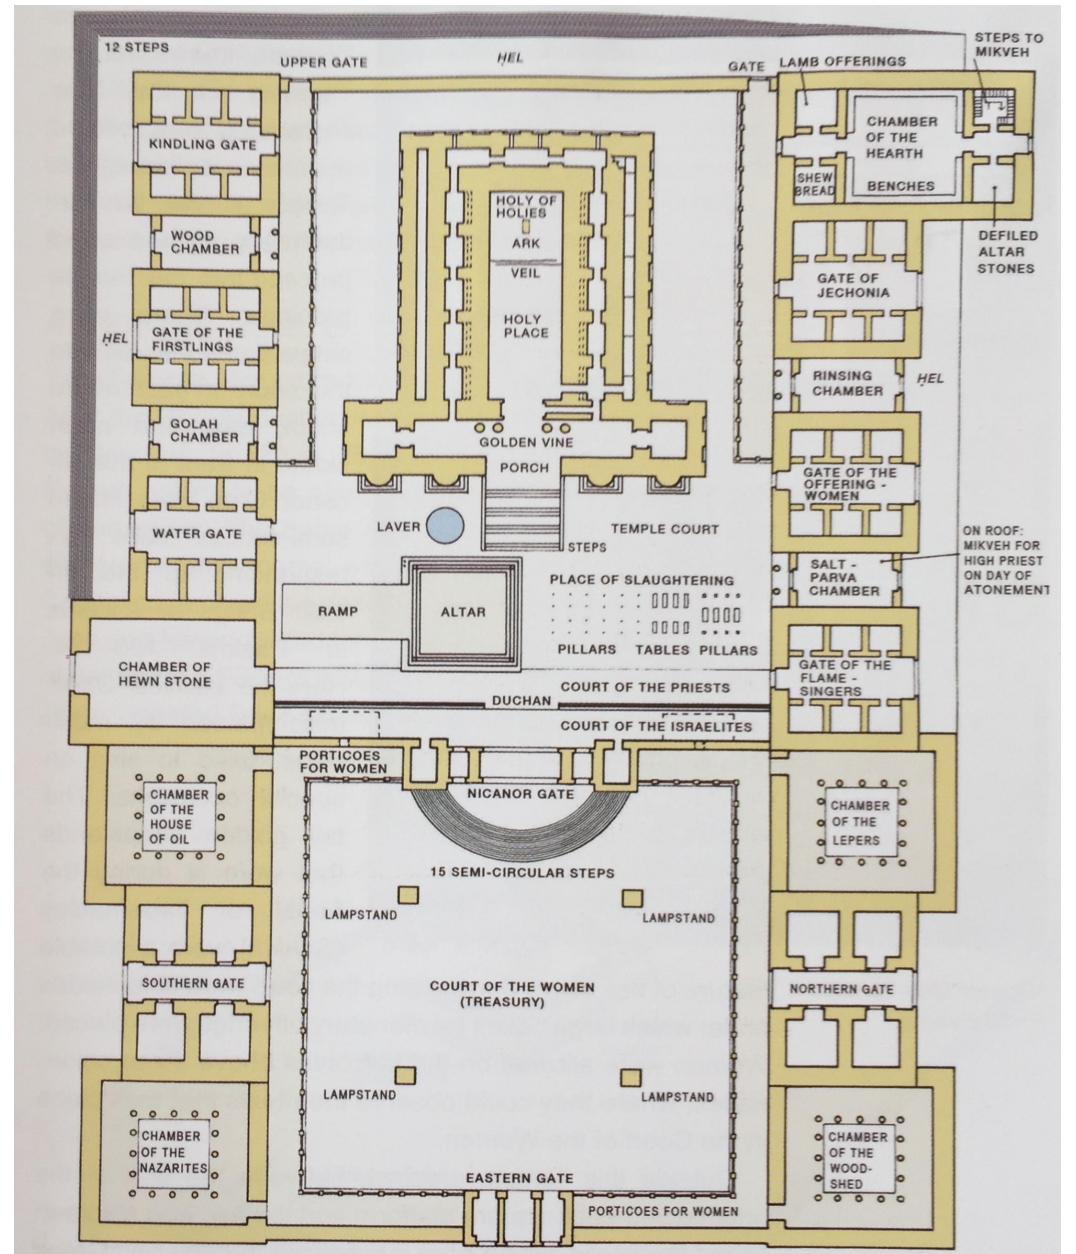 STEPS TO
MIKVEH
12 STEPS
ḤEL
UPPER GATE
GATE
LAMB OFFERINGS
CHAMBER
OF THE
HEARTH
KINDLING GATE
SHEW
BREAD
BENCHES
HOLY OF
HOLIES
WOOD
CHAMBER
ARK
DEFILED
ALTAR
STONES
VEIL
GATE OF
JECHONIA
HOLY
PLACE
ḤEL
GATE OF THE
FIRSTLINGS
RINSING
CHAMBER
ḤEL
GOLAH
CHAMBER
GOLDEN VINE
PORCH
GATE OF THE
OFFERING -
WOMEN
WATER GATE
LAVER
TEMPLE COURT
STEPS
ON ROOF:
MIKVEH FOR
HIGH PRIEST
ON DAY OF
ATONEMENT
SALT -
PARVA
CHAMBER
PLACE OF SLAUGHTERING
RAMP
ALTAR
PILLARS
TABLES
PILLARS
CHAMBER OF
HEWN STONE
GATE OF THE
FLAME -
SINGERS
COURT OF THE PRIESTS
DUCHAN
COURT OF THE ISRAELITES
PORTICOES
FOR WOMEN
NICANOR GATE
CHAMBER
OF THE
HOUSE
OF OIL
CHAMBER
OF THE
LEPERS
15 SEMI-CIRCULAR STEPS
LAMPSTAND
LAMPSTAND
SOUTHERN GATE
COURT OF THE WOMEN
(TREASURY)
NORTHERN GATE
LAMPSTAND
LAMPSTAND
CHAMBER
OF THE
NAZARITES
CHAMBER
OF THE
WOOD-
SHED
EASTERN GATE
PORTICOES FOR WOMEN